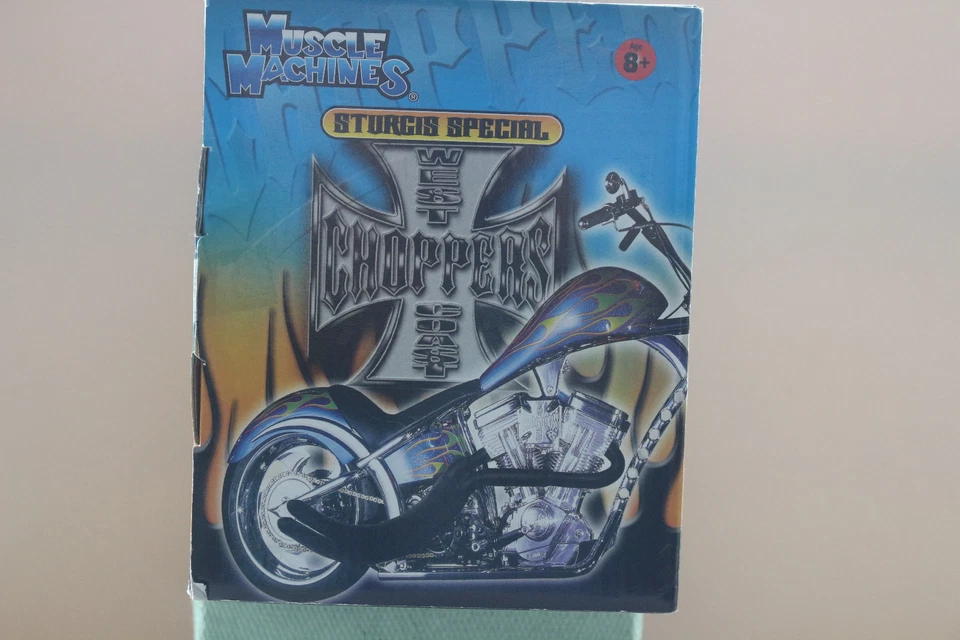 MUSCLE
MACHINES®
Age
8+
STURGIS SPECIAL
WEST
CHOPPERS
COAST